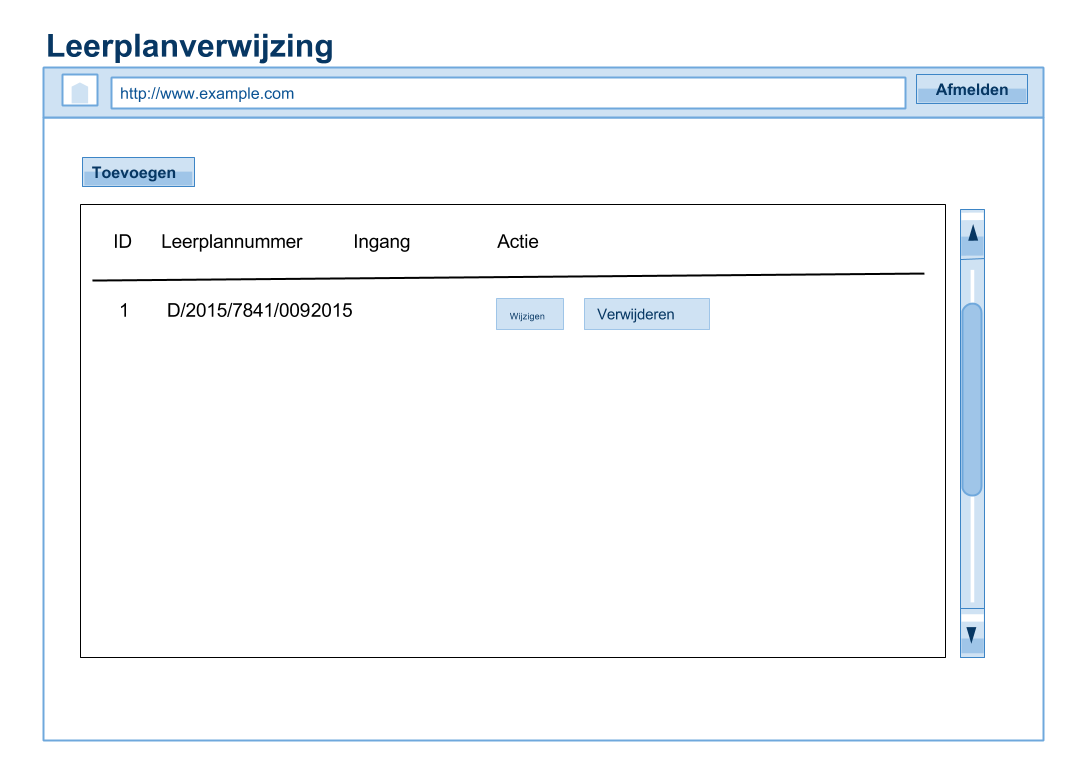 Leerplanverwijzing
http://www.example.com Afmelden
Toevoegen
ID Leerplannummer Ingang Actie
1 D/2015/7841/0092015 Wijzigen Verwijderen